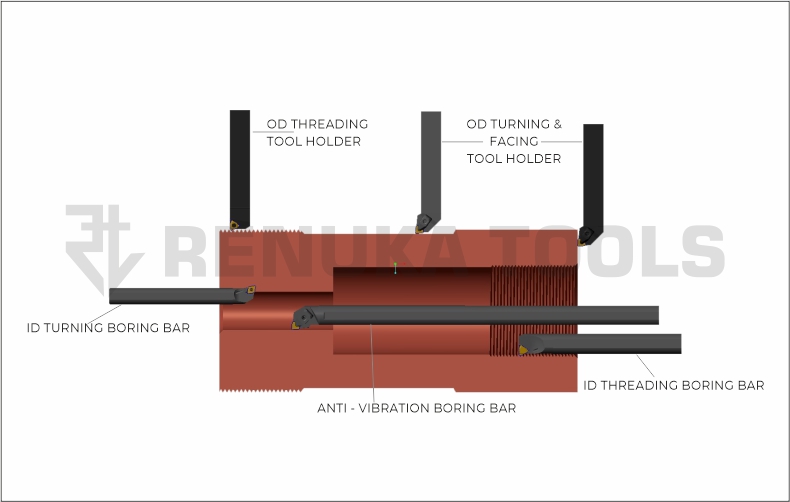 OD THREADING
TOOL HOLDER
OD TURNING &
FACING
TOOL HOLDER
RENUKA TOOLS
ID TURNING BORING BAR
ID THREADING BORING BAR
ANTI - VIBRATION BORING BAR